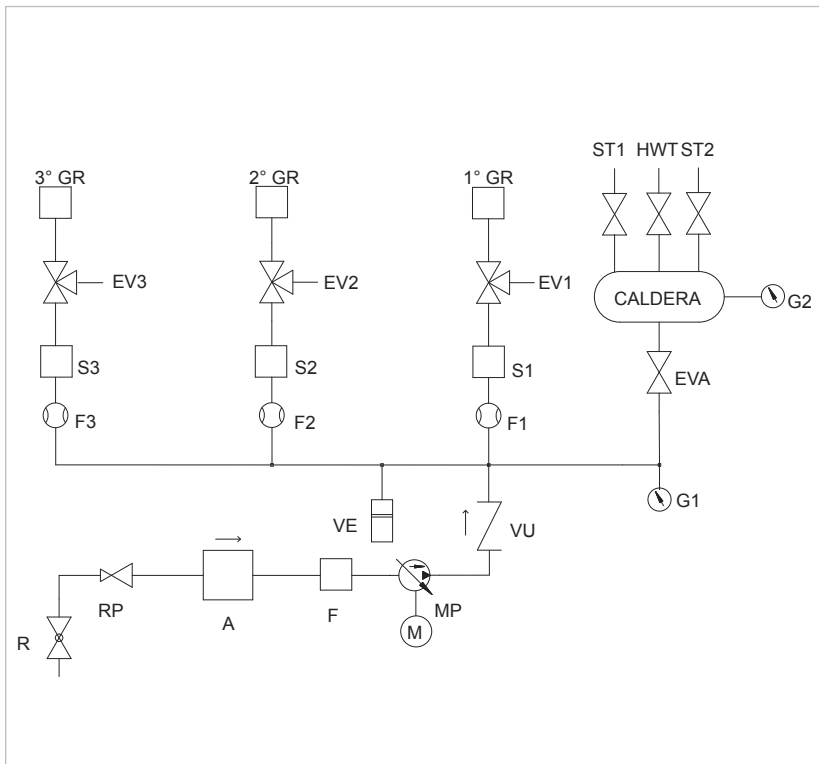 ST1 HWT ST2
3° GR 2° GR 1° GR
EV3 EV2 EV1 CALDERA G2
S3 S2 S1 EVA
F3 F2 F1
G1
VE VU
RP A F MP
R M